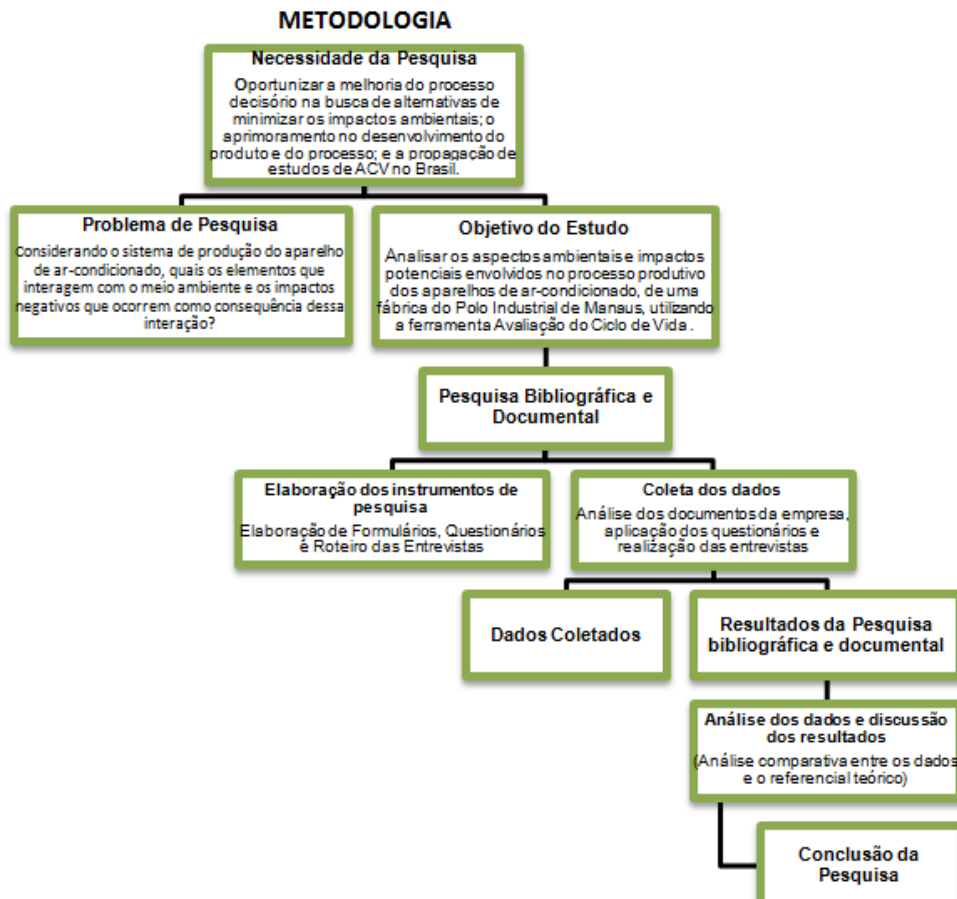 METODOLOGIA
Necessidade da Pesquisa
Oportunizar a melhoria do processo
decisório na busca de alternativas de
minimizar os impactos ambientais; o
aprimoramento no desenvolvimento do
produto e do processo; e a propagação de
estudos de ACV no Brasil.
Problema de Pesquisa
Considerando o sistema de produção do aparelho
de ar-condicionado, quais os elementos que
interagem com o meio ambiente e os impactos
negativos que ocorrem como consequência dessa
interação?
Objetivo do Estudo
Analisar os aspectos ambientais e impactos
potenciais envolvidos no processo produtivo
dos aparelhos de ar-condicionado, de uma
fábrica do Polo Industrial de Manaus, utilizando
a ferramenta Avaliação do Ciclo de Vida .
Pesquisa Bibliográfica e
Documental
Elaboração dos instrumentos de
pesquisa
Elaboração de Formulários, Questionários
e Roteiro das Entrevistas
Coleta dos dados
Análise dos documentos da empresa,
aplicação dos questionários e
realização das entrevistas
Dados Coletados
Resultados da Pesquisa
bibliográfica e documental
Análise dos dados e discussão
dos resultados
(Análise comparativa entre os dados
e o referencial teórico)
Conclusão da
Pesquisa